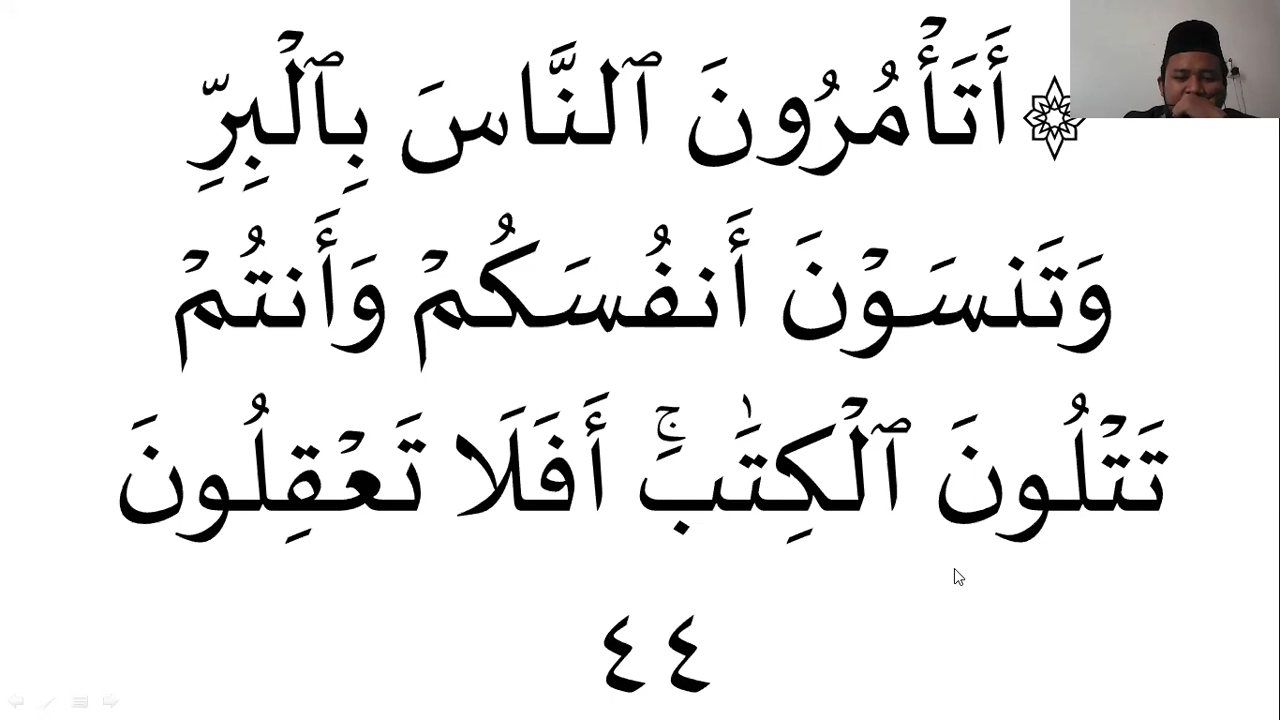 ۞ أَتَأْمُرُونَ ٱلنَّاسَ بِٱلْبِرِّ
وَتَنسَوْنَ أَنفُسَكُمْ وَأَنتُمْ
تَتْلُونَ ٱلْكِتَٰبَۚ أَفَلَا تَعْقِلُونَ
٤٤